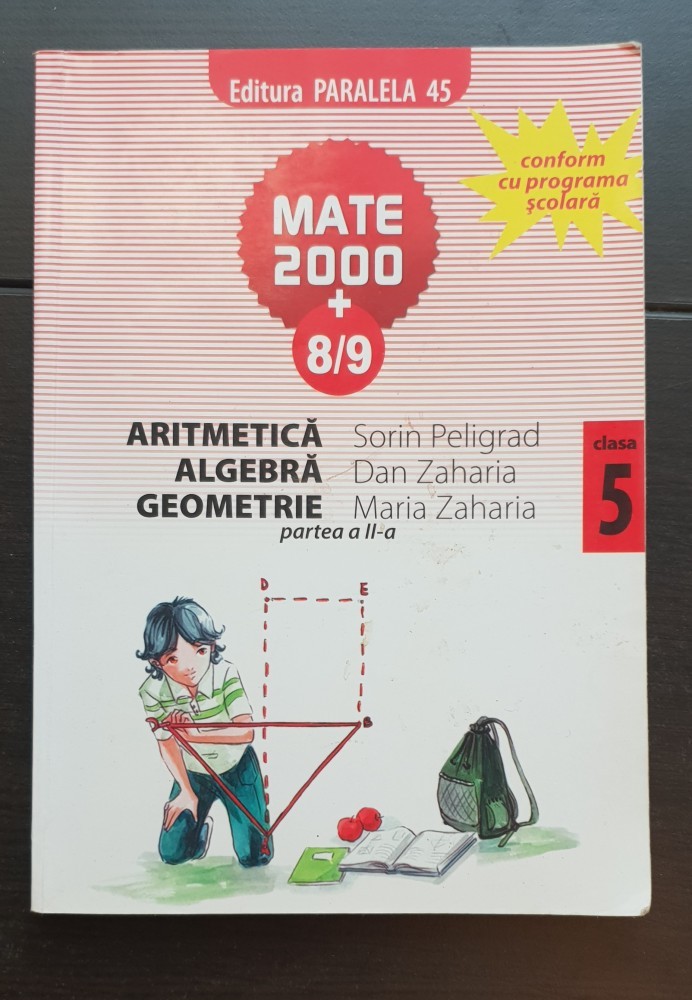 Editura PARALELA 45
conform
cu programa
şcolară
MATE
2000
+
8/9
ARITMETICĂ Sorin Peligrad
ALGEBRĂ Dan Zaharia
GEOMETRIE Maria Zaharia
partea a II-a
clasa
5
D E
B